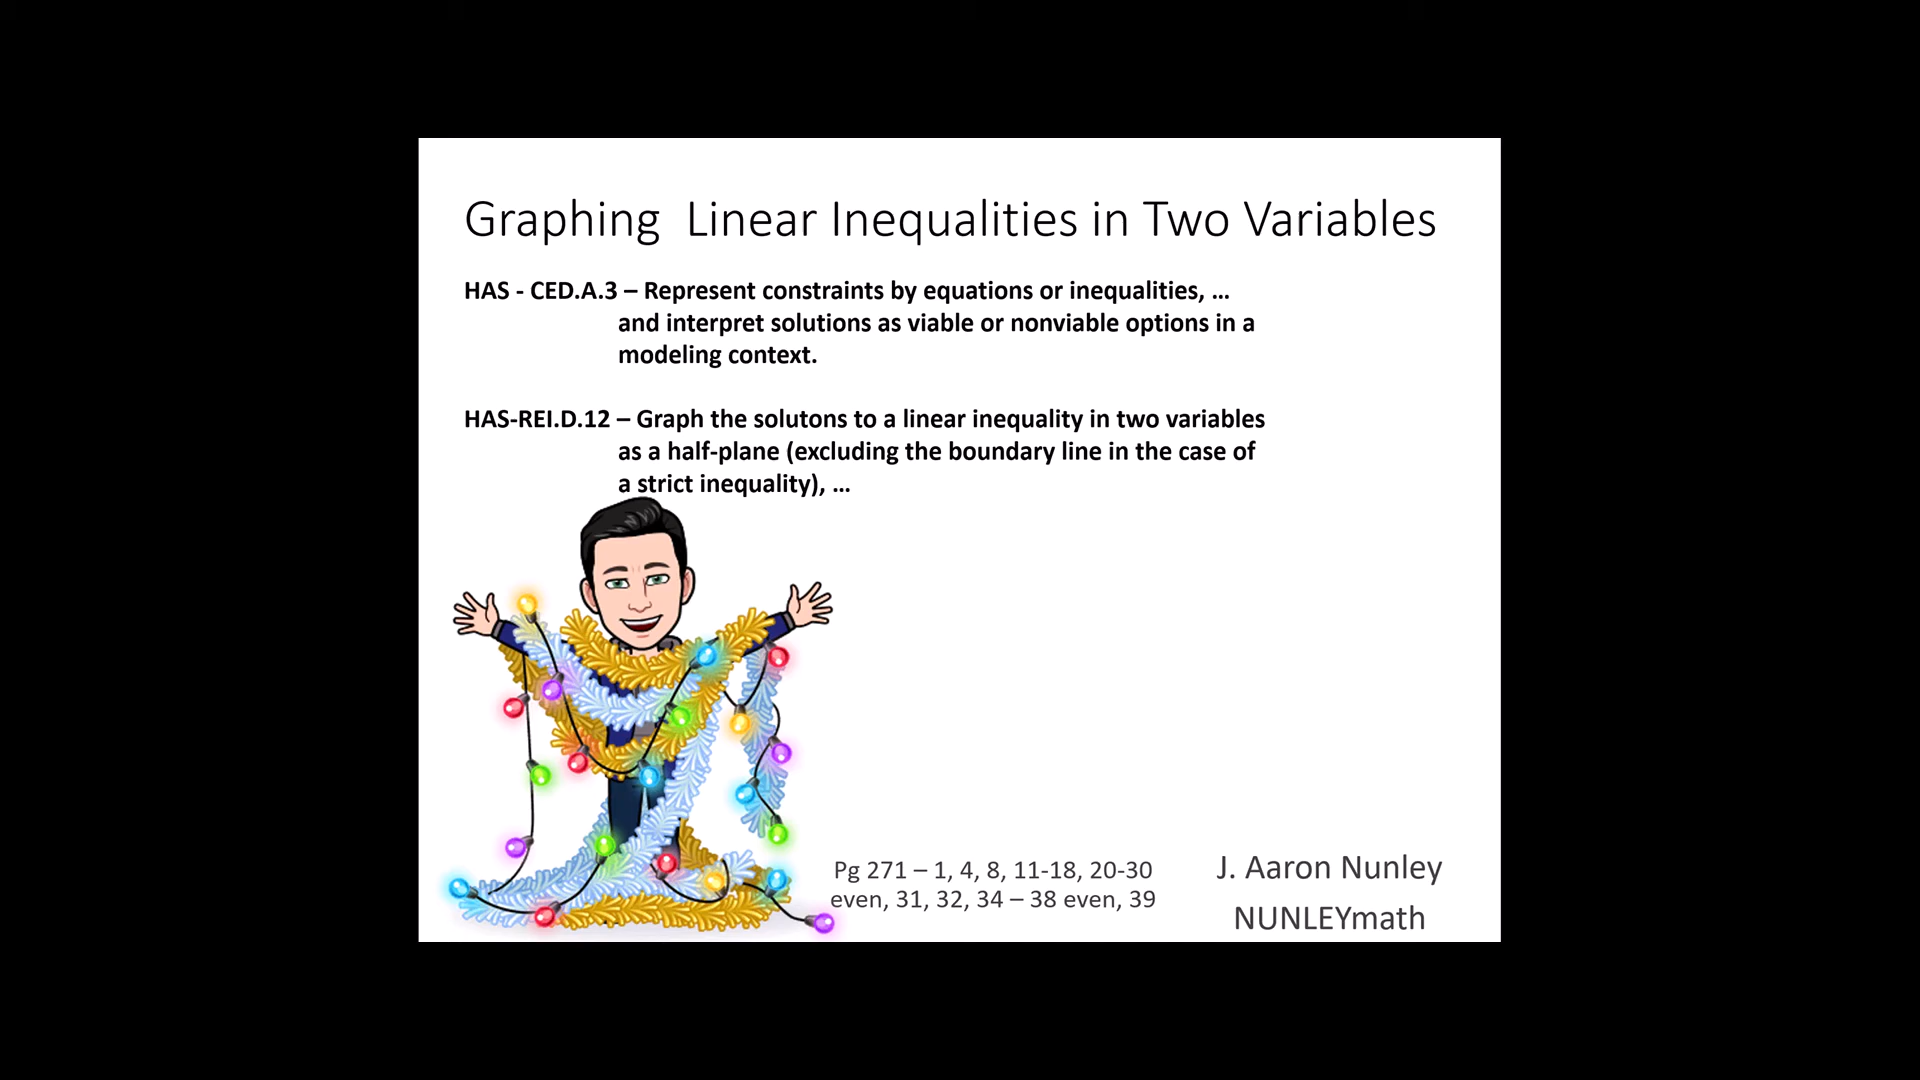 Graphing  Linear Inequalities in Two Variables
HAS - CED.A.3 – Represent constraints by equations or inequalities, …
and interpret solutions as viable or nonviable options in a
modeling context.
HAS-REI.D.12 – Graph the solutons to a linear inequality in two variables
as a half-plane (excluding the boundary line in the case of
a strict inequality), …
Pg 271 – 1, 4, 8, 11-18, 20-30
even, 31, 32, 34 – 38 even, 39
J. Aaron Nunley
NUNLEYmath